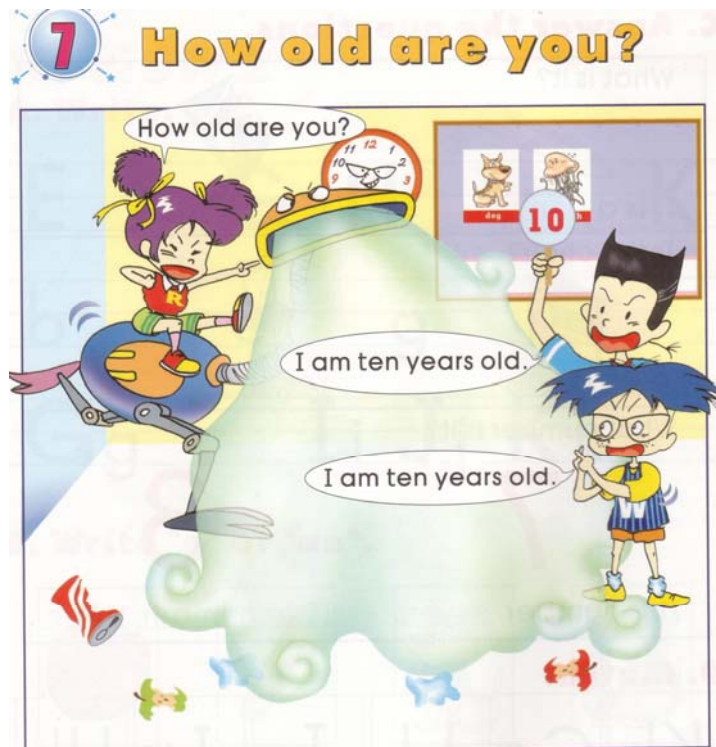 7 How old are you?
How old are you?
11 12 1
10 2
9 3
dog h
10
R
I am ten years old.
I am ten years old.
W